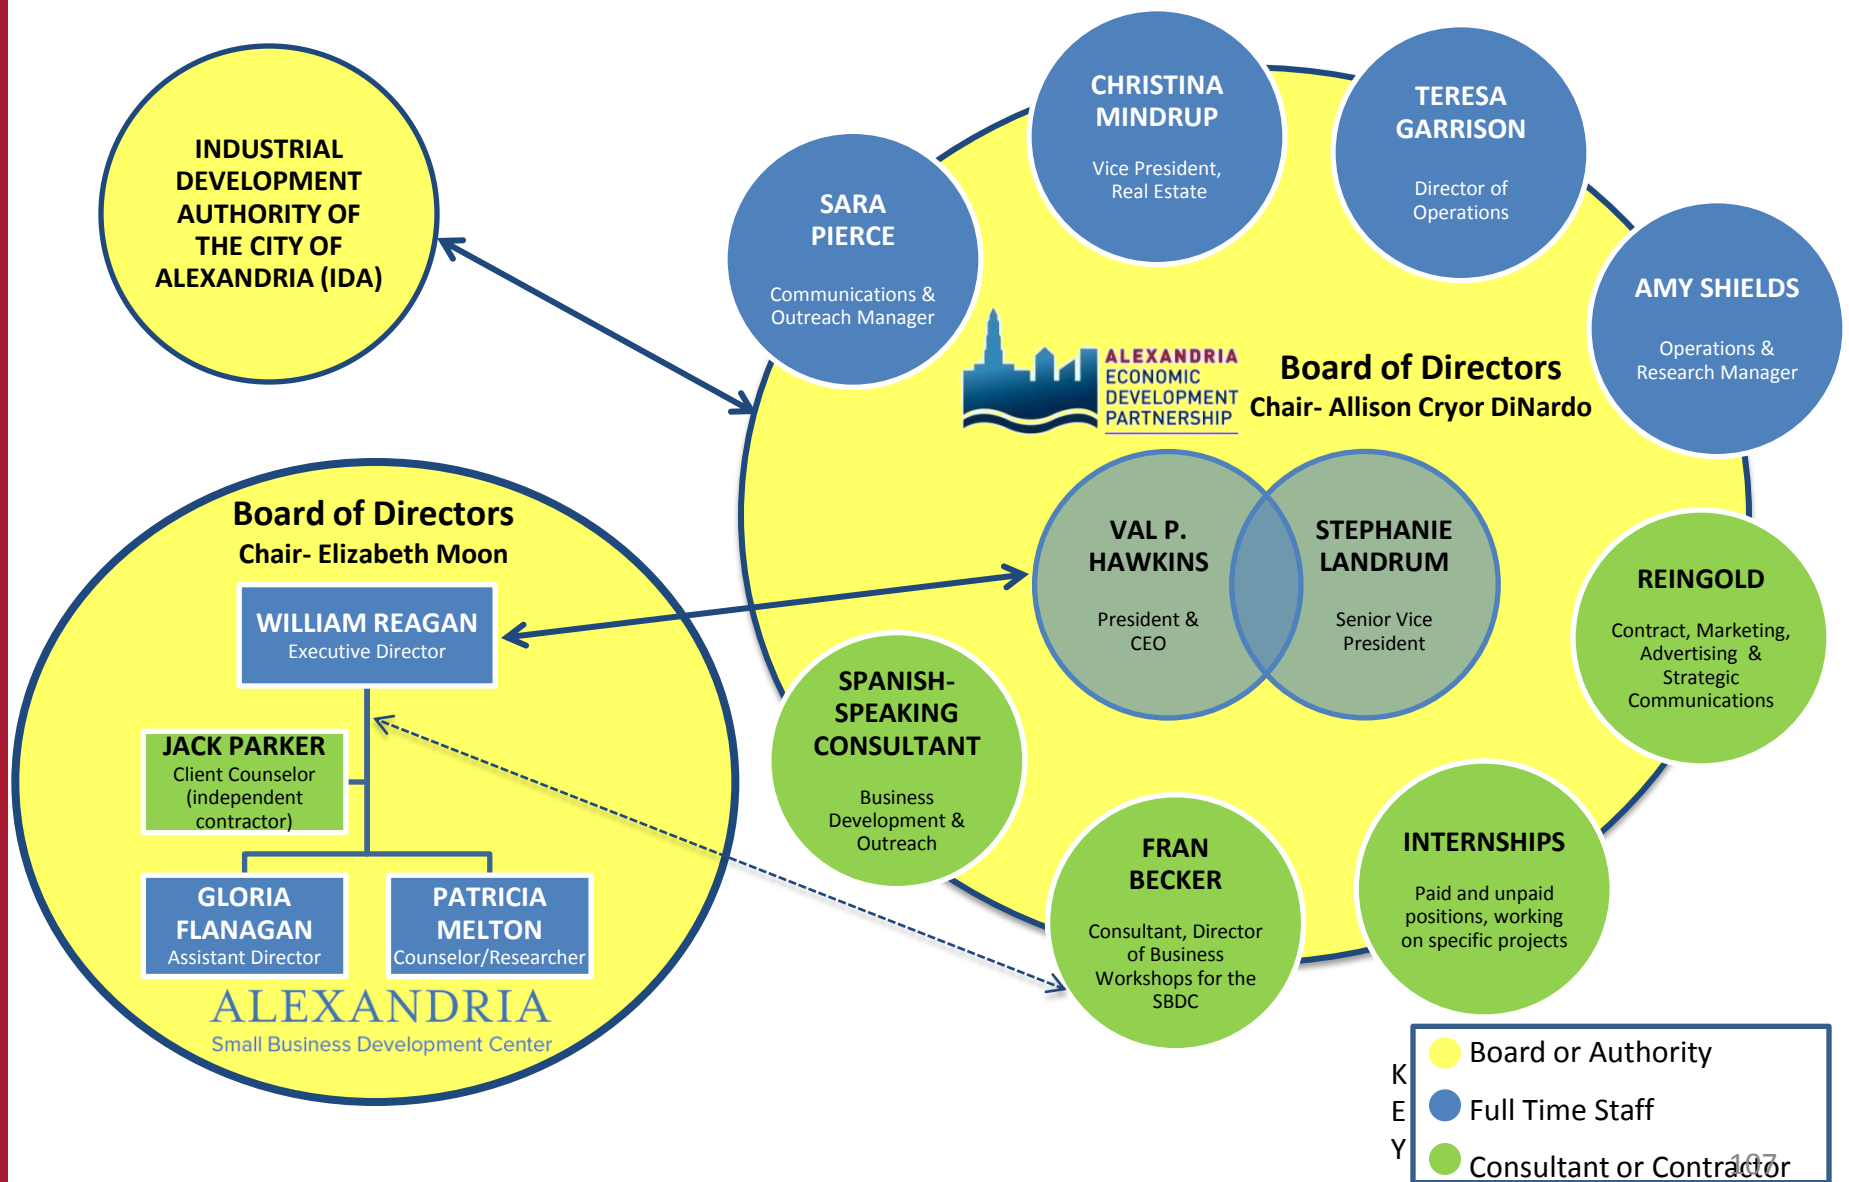 INDUSTRIAL
DEVELOPMENT
AUTHORITY OF
THE CITY OF
ALEXANDRIA (IDA)
SARA
PIERCE
Communications &
Outreach Manager
CHRISTINA
MINDRUP
Vice President,
Real Estate
TERESA
GARRISON
Director of
Operations
AMY SHIELDS
Operations &
Research Manager
ALEXANDRIA
ECONOMIC
DEVELOPMENT
PARTNERSHIP
Board of Directors
Chair- Allison Cryor DiNardo
VAL P.
HAWKINS
President &
CEO
STEPHANIE
LANDRUM
Senior Vice
President
REINGOLD
Contract, Marketing,
Advertising &
Strategic
Communications
SPANISH-
SPEAKING
CONSULTANT
Business
Development &
Outreach
FRAN
BECKER
Consultant, Director
of Business
Workshops for the
SBDC
INTERNSHIPS
Paid and unpaid
positions, working
on specific projects
Board of Directors
Chair- Elizabeth Moon
WILLIAM REAGAN
Executive Director
JACK PARKER
Client Counselor
(independent
contractor)
GLORIA
FLANAGAN
Assistant Director
PATRICIA
MELTON
Counselor/Researcher
ALEXANDRIA
Small Business Development Center
KEY
Board or Authority
Full Time Staff
Consultant or Contractor
107